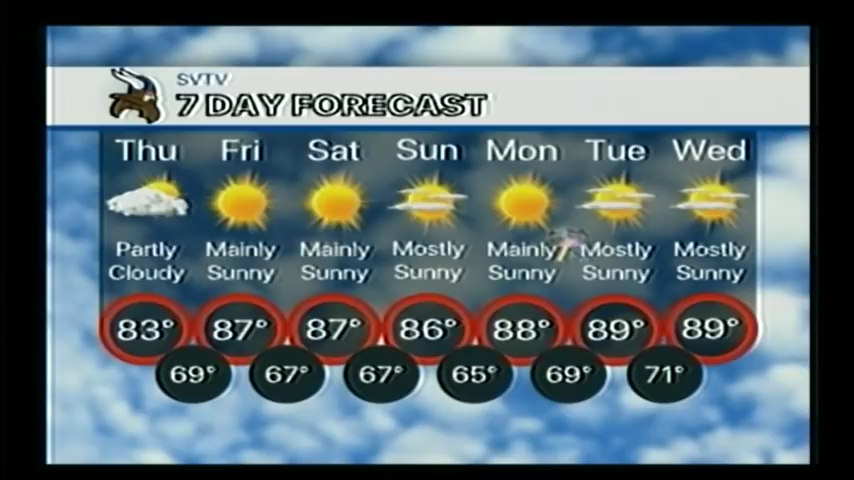 SVTV
7 DAY FORECAST
Thu Fri Sat Sun Mon Tue Wed
Partly Mainly Mainly Mostly Mainly Mostly Mostly
Cloudy Sunny Sunny Sunny Sunny Sunny Sunny
83° 87° 87° 86° 88° 89° 89°
69° 67° 67° 65° 69° 71°